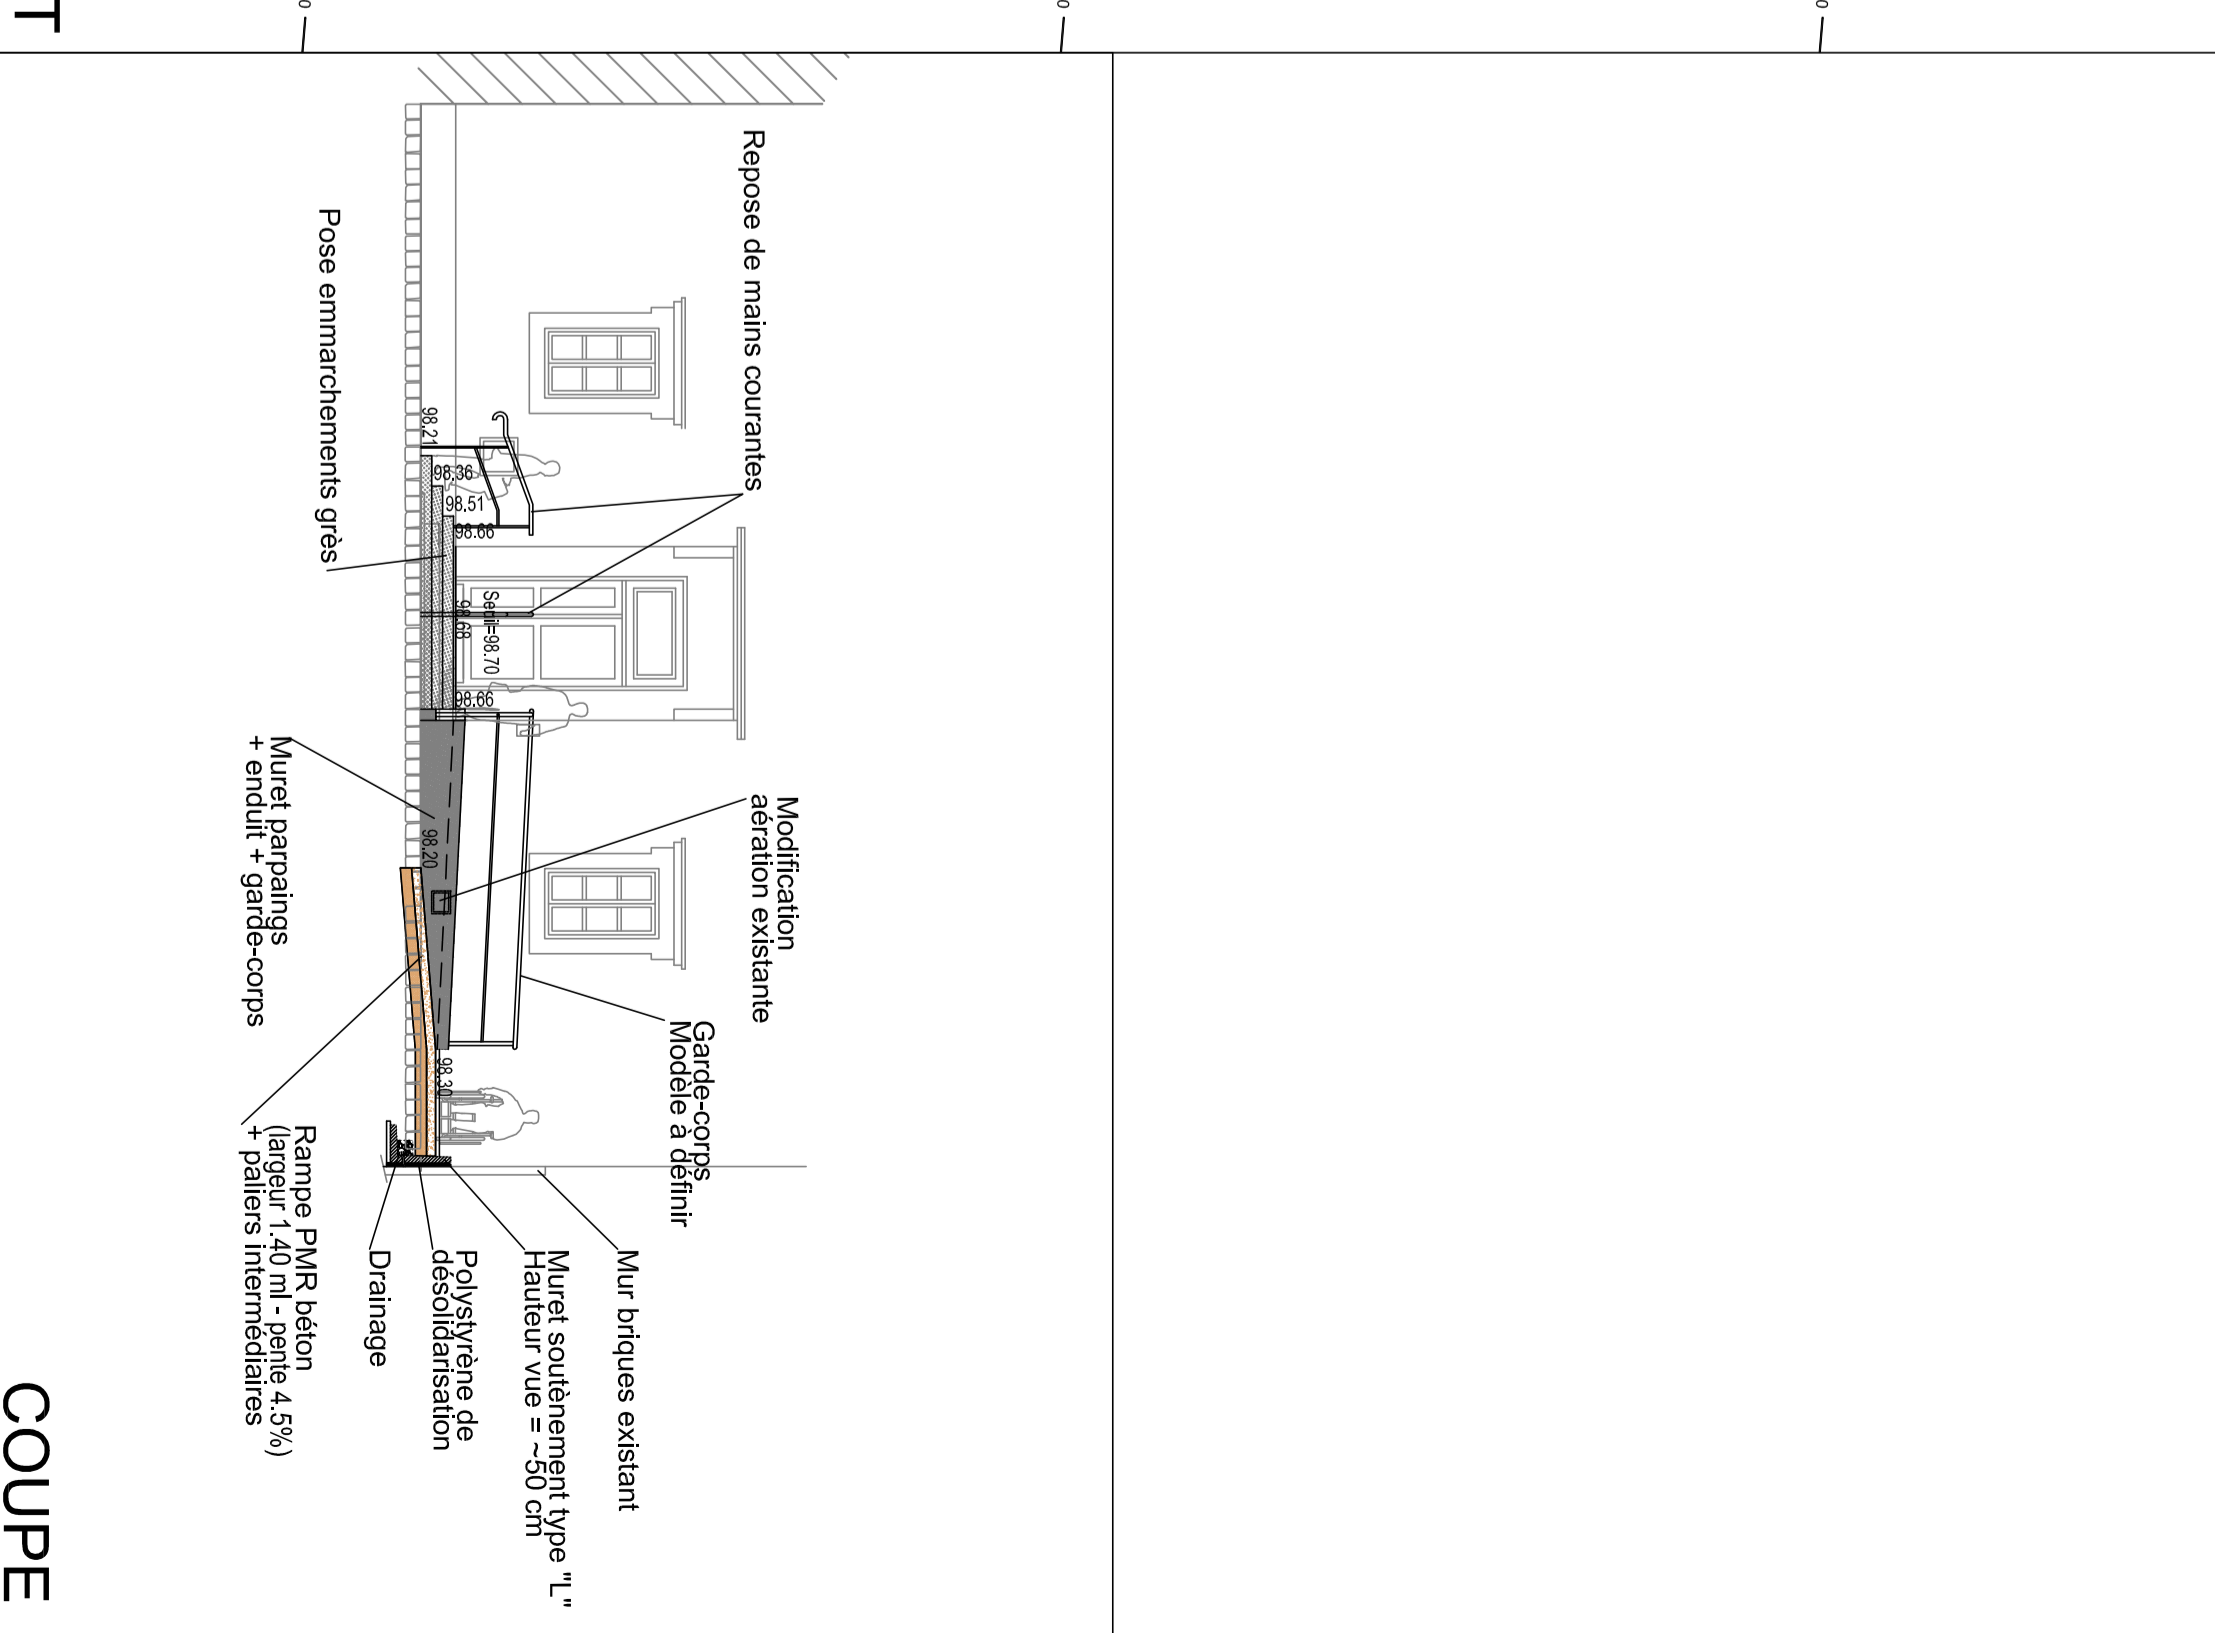 0
0
0
T
Repose de mains courantes
Pose emmarchements grès
98.21
98.36
98.51
98.66
98.68
Seuil=98.70
98.66
Modification
aération existante
98.20
Muret parpaings
+ enduit + garde-corps
Garde-corps
Modèle à définir
98.30
Mur briques existant
Muret soutènement type "L"
Hauteur vue = ~50 cm
Polystyrène de
désolidarisation
Drainage
Rampe PMR béton
(largeur 1.40 ml - pente 4.5%)
+ paliers intermédiaires
COUPE